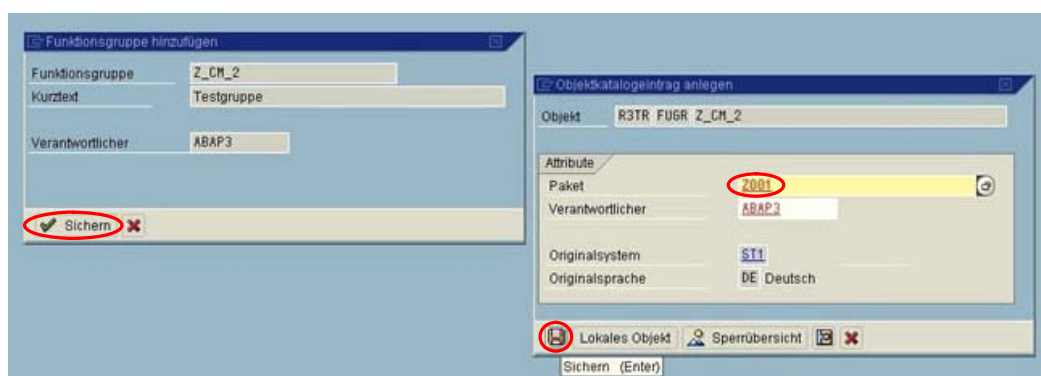 Funktionsgruppe hinzufügen
Funktionsgruppe Z_CM_2
Kurztext Testgruppe
Verantwortlicher ABAP3
Sichern
Objektkatalogeintrag anlegen
Objekt R3TR FUGR Z_CM_2
Attribute
Paket Z001
Verantwortlicher ABAP3
Originalsystem ST1
Originalsprache DE Deutsch
Lokales Objekt Sperrübersicht
Sichern (Enter)